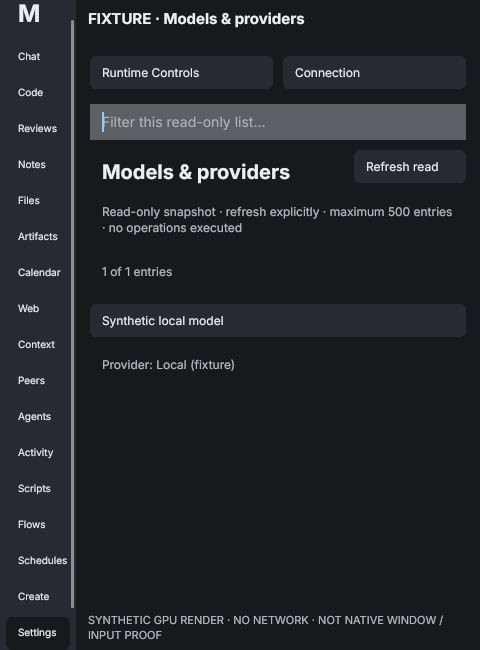 M
Chat
Code
Reviews
Notes
Files
Artifacts
Calendar
Web
Context
Peers
Agents
Activity
Scripts
Flows
Schedules
Create
Settings
FIXTURE · Models & providers
Runtime Controls
Connection
Filter this read-only list...
Models & providers
Refresh read
Read-only snapshot · refresh explicitly · maximum 500 entries
· no operations executed
1 of 1 entries
Synthetic local model
Provider: Local (fixture)
SYNTHETIC GPU RENDER · NO NETWORK · NOT NATIVE WINDOW /
INPUT PROOF